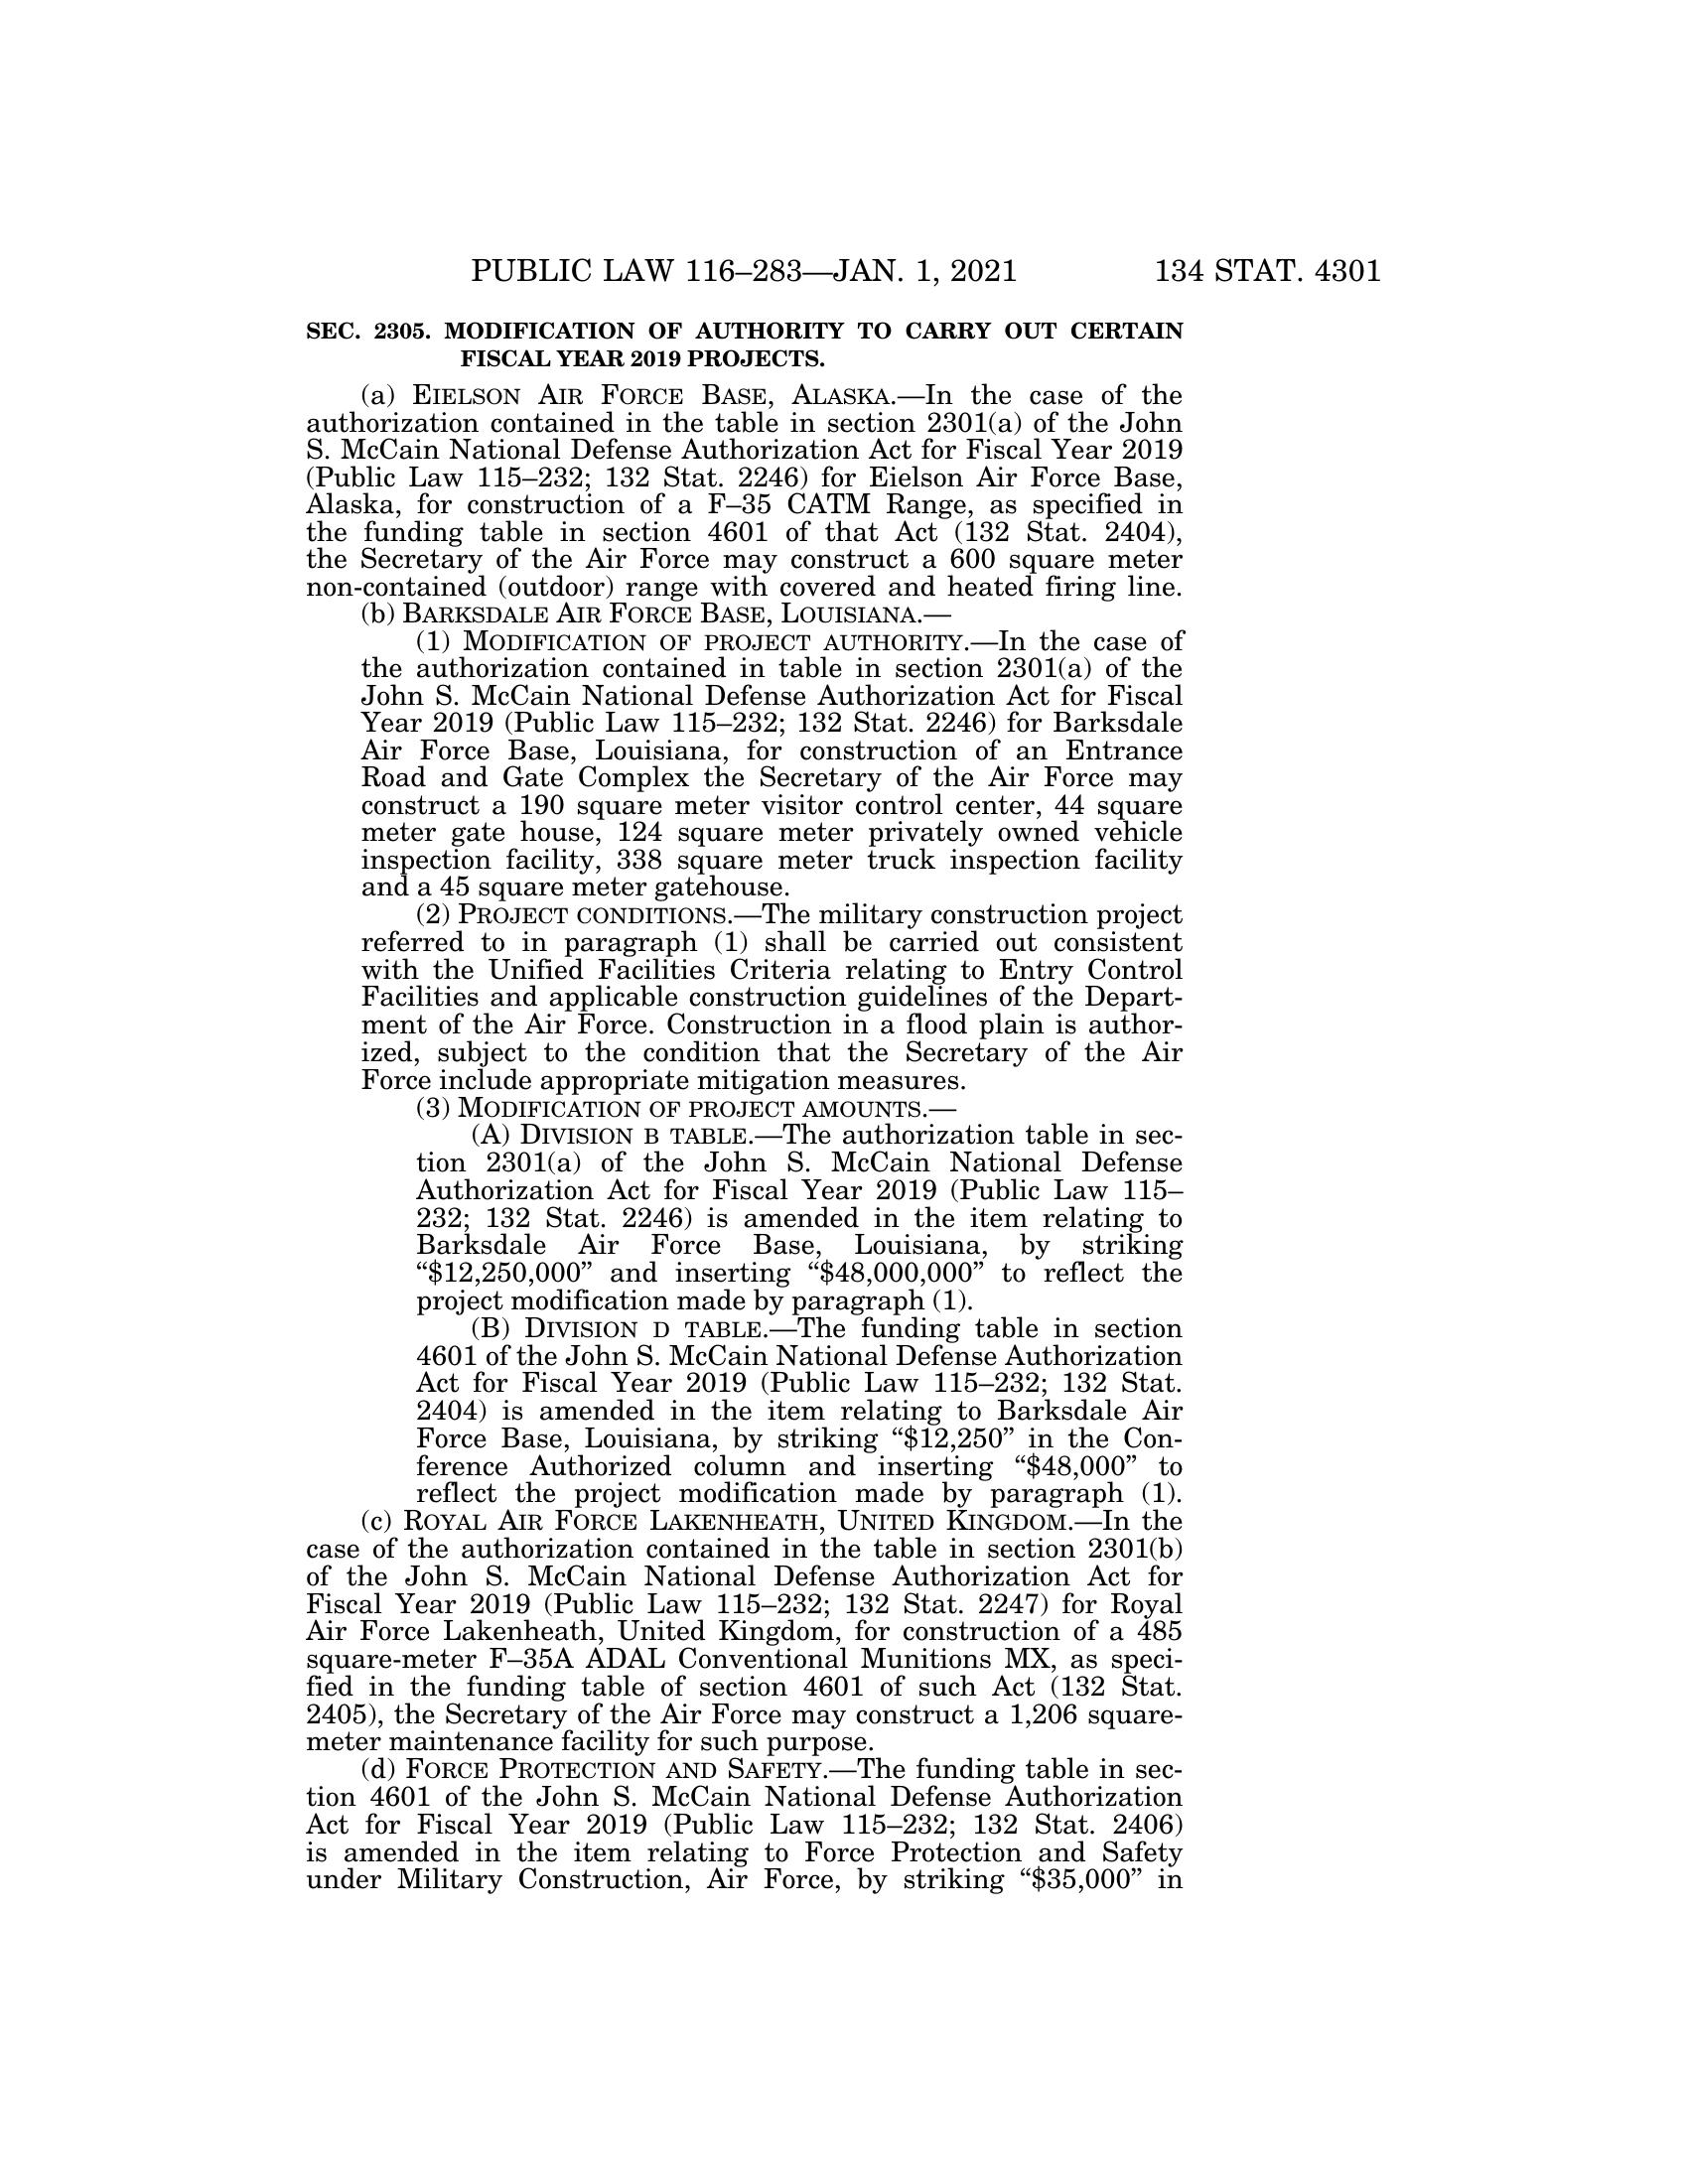 PUBLIC LAW 116–283—JAN. 1, 2021 134 STAT. 4301
SEC. 2305. MODIFICATION OF AUTHORITY TO CARRY OUT CERTAIN
FISCAL YEAR 2019 PROJECTS.
(a) EIELSON AIR FORCE BASE, ALASKA.—In the case of the
authorization contained in the table in section 2301(a) of the John
S. McCain National Defense Authorization Act for Fiscal Year 2019
(Public Law 115–232; 132 Stat. 2246) for Eielson Air Force Base,
Alaska, for construction of a F–35 CATM Range, as specified in
the funding table in section 4601 of that Act (132 Stat. 2404),
the Secretary of the Air Force may construct a 600 square meter
non-contained (outdoor) range with covered and heated firing line.
(b) BARKSDALE AIR FORCE BASE, LOUISIANA.—
(1) MODIFICATION OF PROJECT AUTHORITY.—In the case of
the authorization contained in table in section 2301(a) of the
John S. McCain National Defense Authorization Act for Fiscal
Year 2019 (Public Law 115–232; 132 Stat. 2246) for Barksdale
Air Force Base, Louisiana, for construction of an Entrance
Road and Gate Complex the Secretary of the Air Force may
construct a 190 square meter visitor control center, 44 square
meter gate house, 124 square meter privately owned vehicle
inspection facility, 338 square meter truck inspection facility
and a 45 square meter gatehouse.
(2) PROJECT CONDITIONS.—The military construction project
referred to in paragraph (1) shall be carried out consistent
with the Unified Facilities Criteria relating to Entry Control
Facilities and applicable construction guidelines of the Depart-
ment of the Air Force. Construction in a flood plain is author-
ized, subject to the condition that the Secretary of the Air
Force include appropriate mitigation measures.
(3) MODIFICATION OF PROJECT AMOUNTS.—
(A) DIVISION B TABLE.—The authorization table in sec-
tion 2301(a) of the John S. McCain National Defense
Authorization Act for Fiscal Year 2019 (Public Law 115–
232; 132 Stat. 2246) is amended in the item relating to
Barksdale Air Force Base, Louisiana, by striking
“$12,250,000” and inserting “$48,000,000” to reflect the
project modification made by paragraph (1).
(B) DIVISION D TABLE.—The funding table in section
4601 of the John S. McCain National Defense Authorization
Act for Fiscal Year 2019 (Public Law 115–232; 132 Stat.
2404) is amended in the item relating to Barksdale Air
Force Base, Louisiana, by striking “$12,250” in the Con-
ference Authorized column and inserting “$48,000” to
reflect the project modification made by paragraph (1).
(c) ROYAL AIR FORCE LAKENHEATH, UNITED KINGDOM.—In the
case of the authorization contained in the table in section 2301(b)
of the John S. McCain National Defense Authorization Act for
Fiscal Year 2019 (Public Law 115–232; 132 Stat. 2247) for Royal
Air Force Lakenheath, United Kingdom, for construction of a 485
square-meter F–35A ADAL Conventional Munitions MX, as speci-
fied in the funding table of section 4601 of such Act (132 Stat.
2405), the Secretary of the Air Force may construct a 1,206 square-
meter maintenance facility for such purpose.
(d) FORCE PROTECTION AND SAFETY.—The funding table in sec-
tion 4601 of the John S. McCain National Defense Authorization
Act for Fiscal Year 2019 (Public Law 115–232; 132 Stat. 2406)
is amended in the item relating to Force Protection and Safety
under Military Construction, Air Force, by striking “$35,000” in